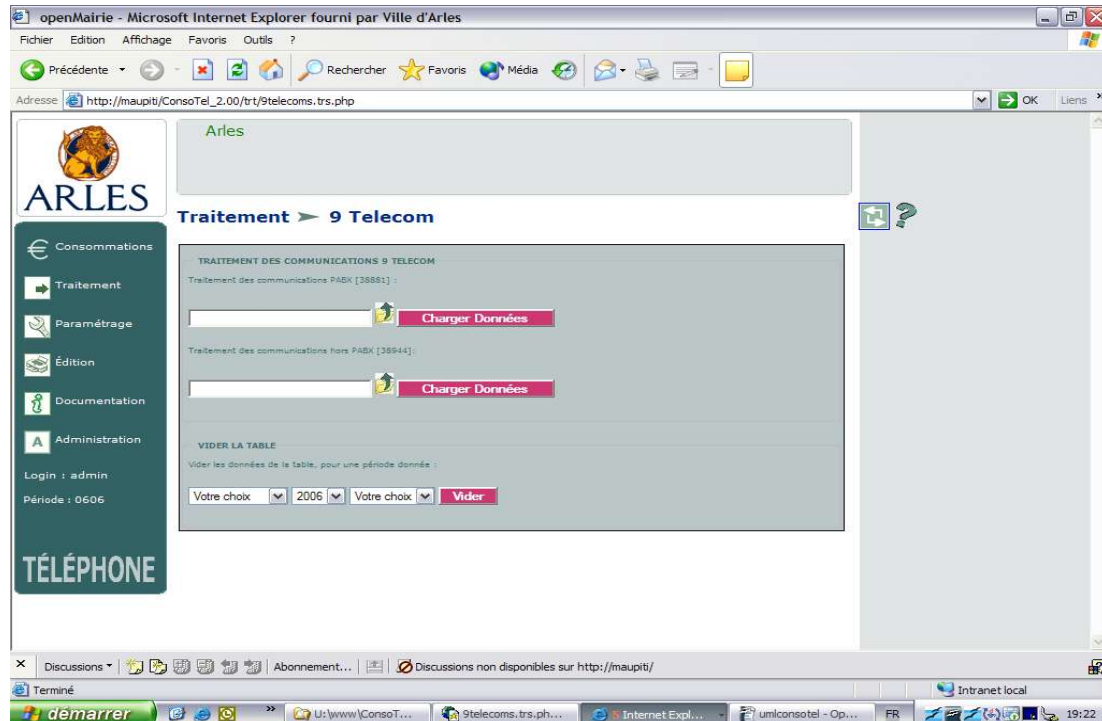 openMairie - Microsoft Internet Explorer fourni par Ville d'Arles
Fichier Edition Affichage Favoris Outils ?
Précédente Rechercher Favoris Média
Adresse http://maupiti/ConsoTel_2.00/trt/9telecoms.trs.php OK Liens »
ARLES
Arles
Traitement ➢ 9 Telecom
Consommations
Traitement
Paramétrage
Édition
Documentation
Administration
Login : admin
Période : 0606
TÉLÉPHONE
TRAITEMENT DES COMMUNICATIONS 9 TELECOM
Traitement des communications PABX [38881] :
Charger Données
Traitement des communications hors PABX [38944]:
Charger Données
VIDER LA TABLE
Vider les données de la table, pour une période donnée :
Votre choix 2006 Votre choix Vider
Discussions Abonnement... Discussions non disponibles sur http://maupiti/
Terminé Intranet local
démarrer » U:\www\ConsoT... 9telecoms.trs.ph... 5 Internet Expl... umlconsotel - Op... FR 19:22